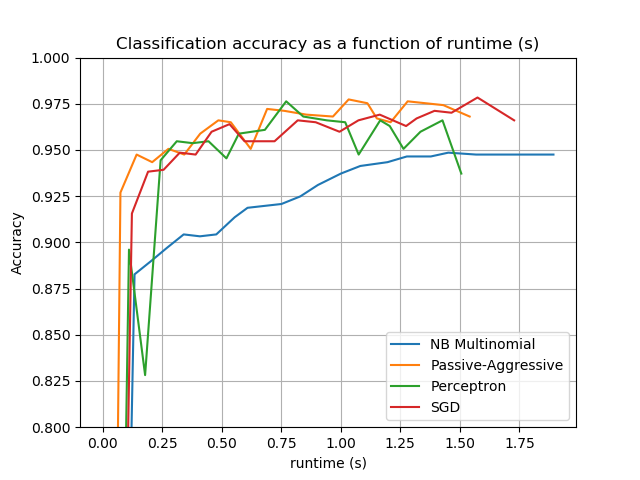 Classification accuracy as a function of runtime (s)
1.000
0.975
0.950
0.925
0.900
0.875
0.850
0.825
0.800
Accuracy
NB Multinomial
Passive-Aggressive
Perceptron
SGD
0.00 0.25 0.50 0.75 1.00 1.25 1.50 1.75
runtime (s)